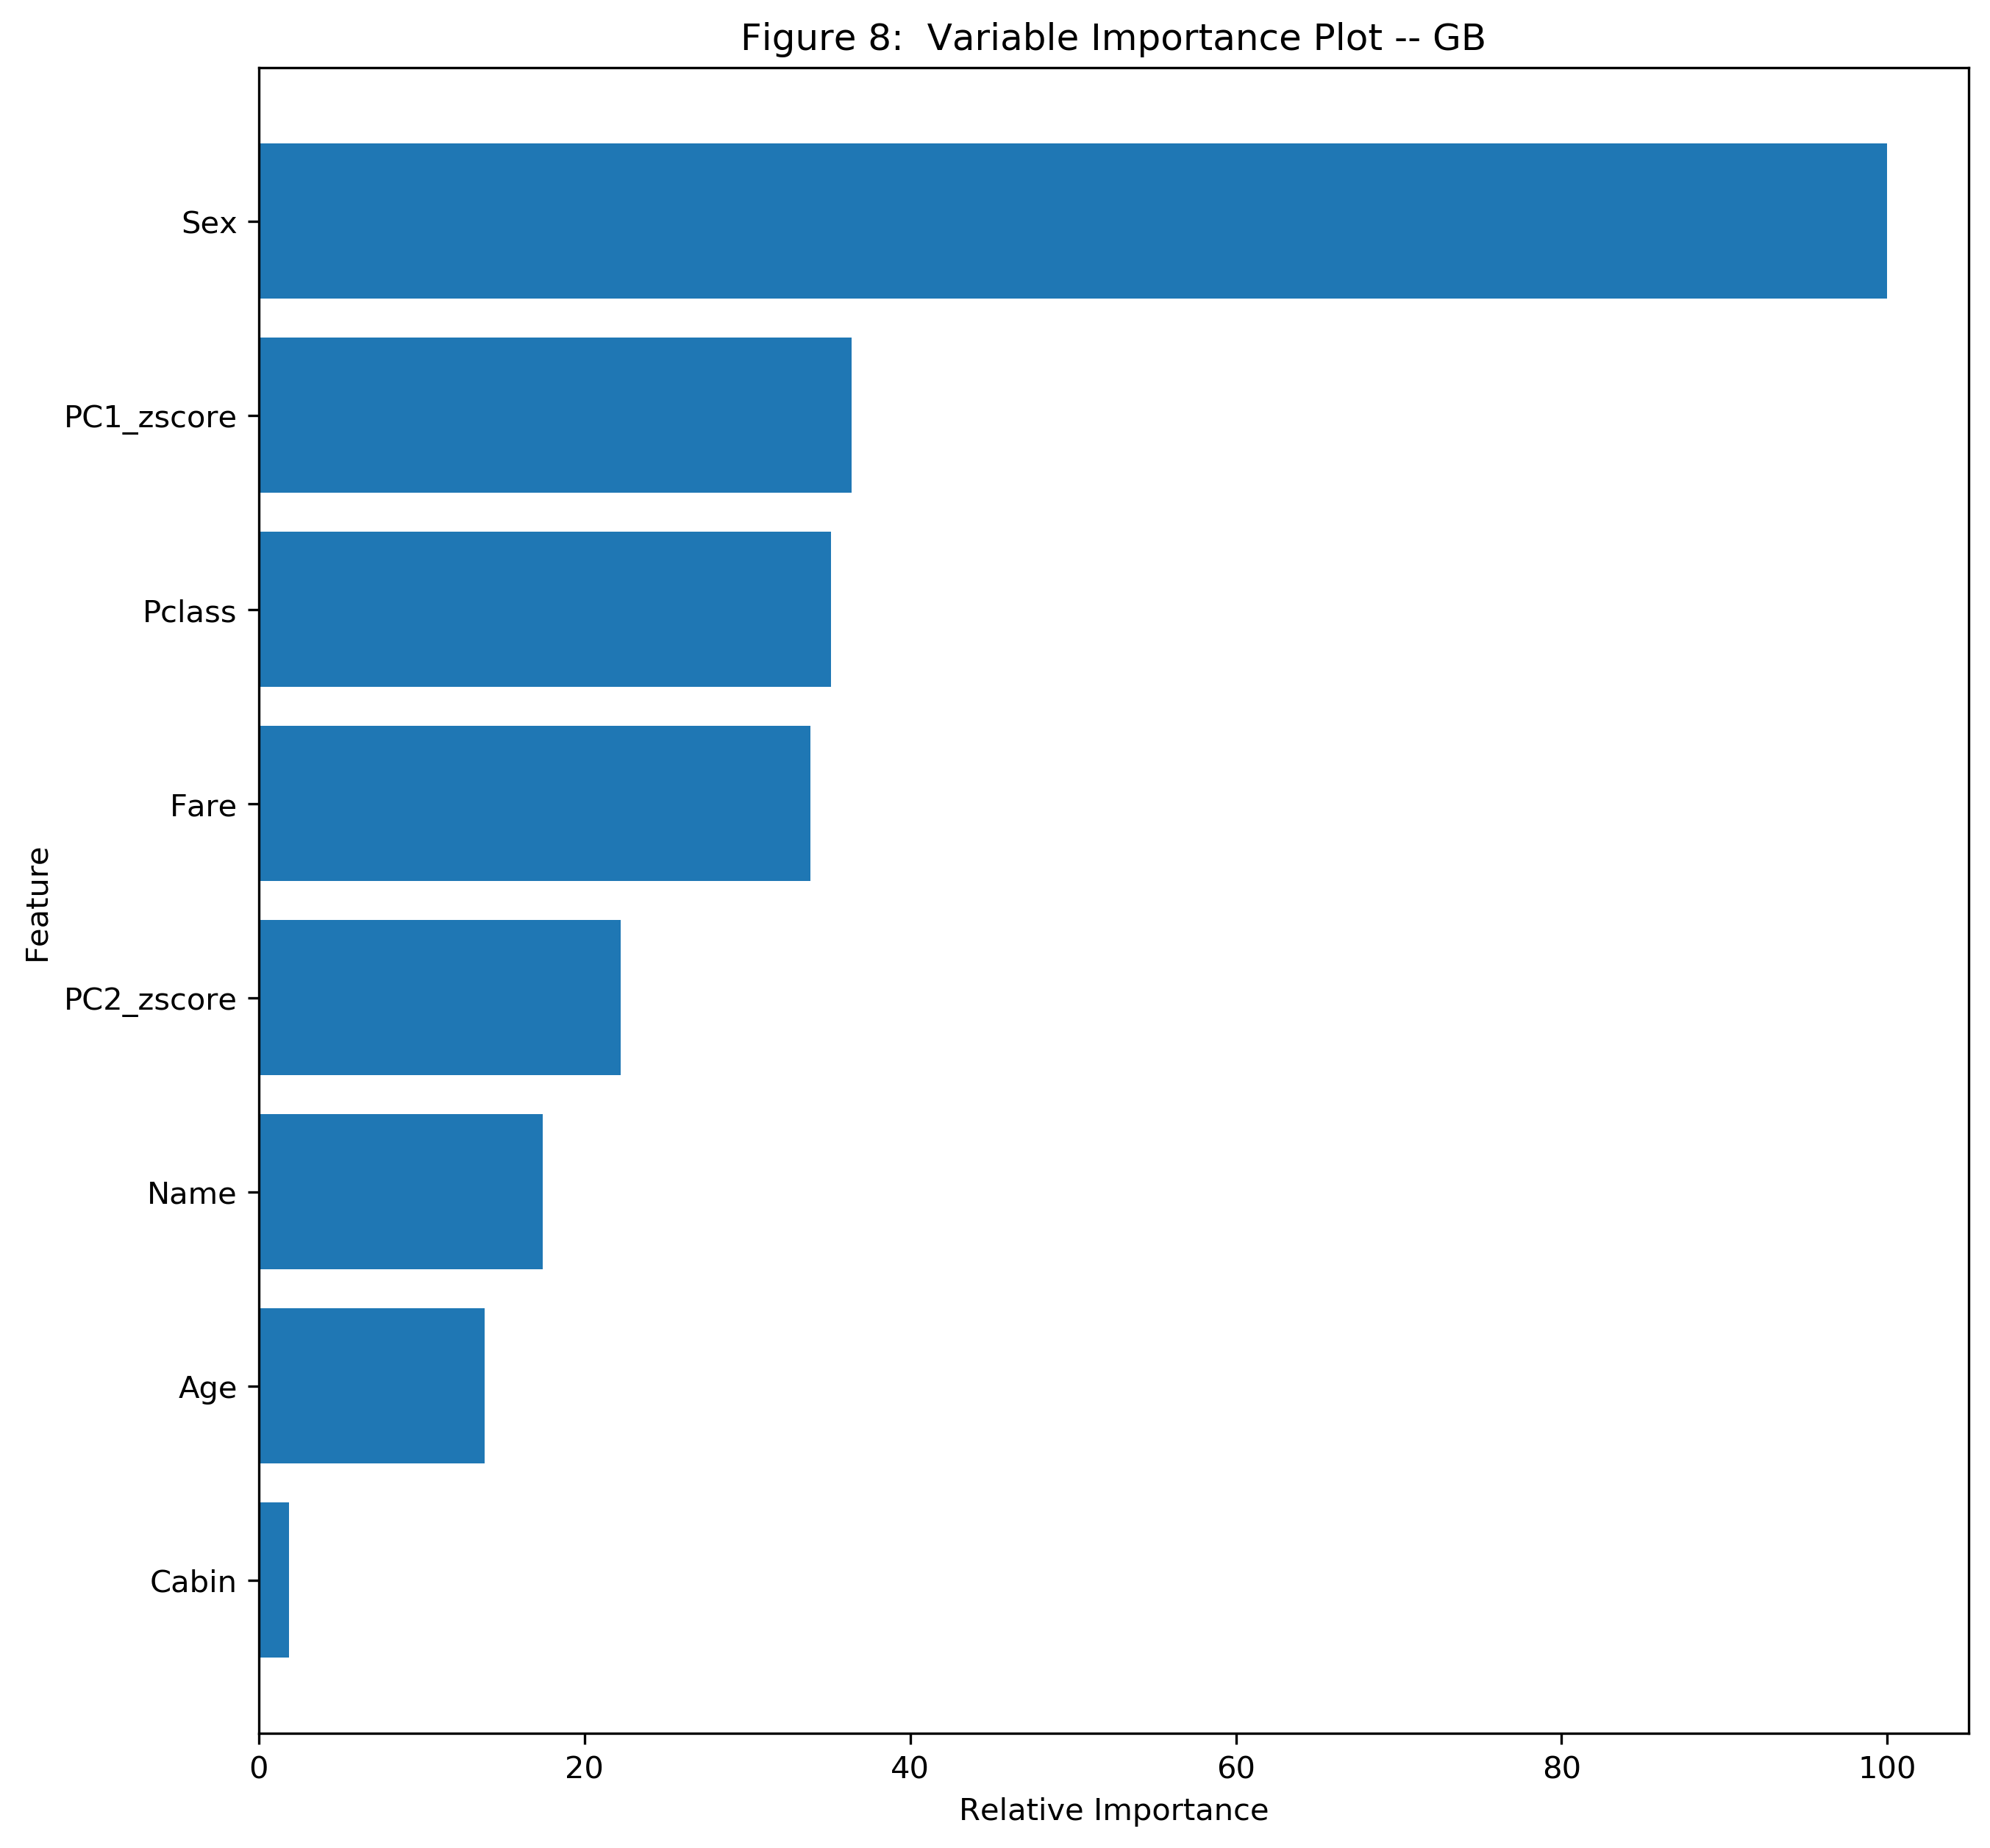 Figure 8:  Variable Importance Plot -- GB
Sex
PC1_zscore
Pclass
Fare
Feature
PC2_zscore
Name
Age
Cabin
0 20 40 60 80 100
Relative Importance